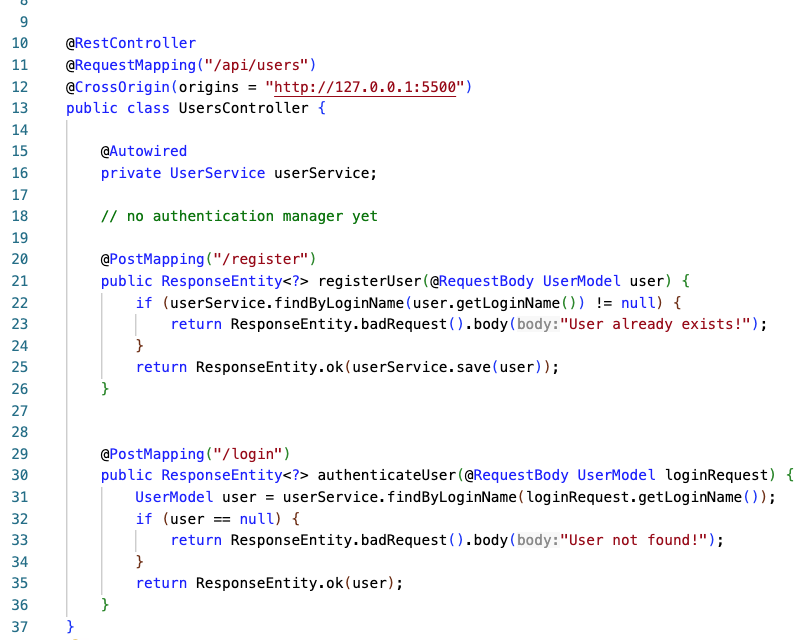 8
9
10 @RestController
11 @RequestMapping("/api/users")
12 @CrossOrigin(origins = "http://127.0.0.1:5500")
13 public class UsersController {
14
15 @Autowired
16 private UserService userService;
17
18 // no authentication manager yet
19
20 @PostMapping("/register")
21 public ResponseEntity<?> registerUser(@RequestBody UserModel user) {
22 if (userService.findByLoginName(user.getLoginName()) != null) {
23 return ResponseEntity.badRequest().body(body:"User already exists!");
24 }
25 return ResponseEntity.ok(userService.save(user));
26 }
27
28
29 @PostMapping("/login")
30 public ResponseEntity<?> authenticateUser(@RequestBody UserModel loginRequest) {
31 UserModel user = userService.findByLoginName(loginRequest.getLoginName());
32 if (user == null) {
33 return ResponseEntity.badRequest().body(body:"User not found!");
34 }
35 return ResponseEntity.ok(user);
36 }
37 }